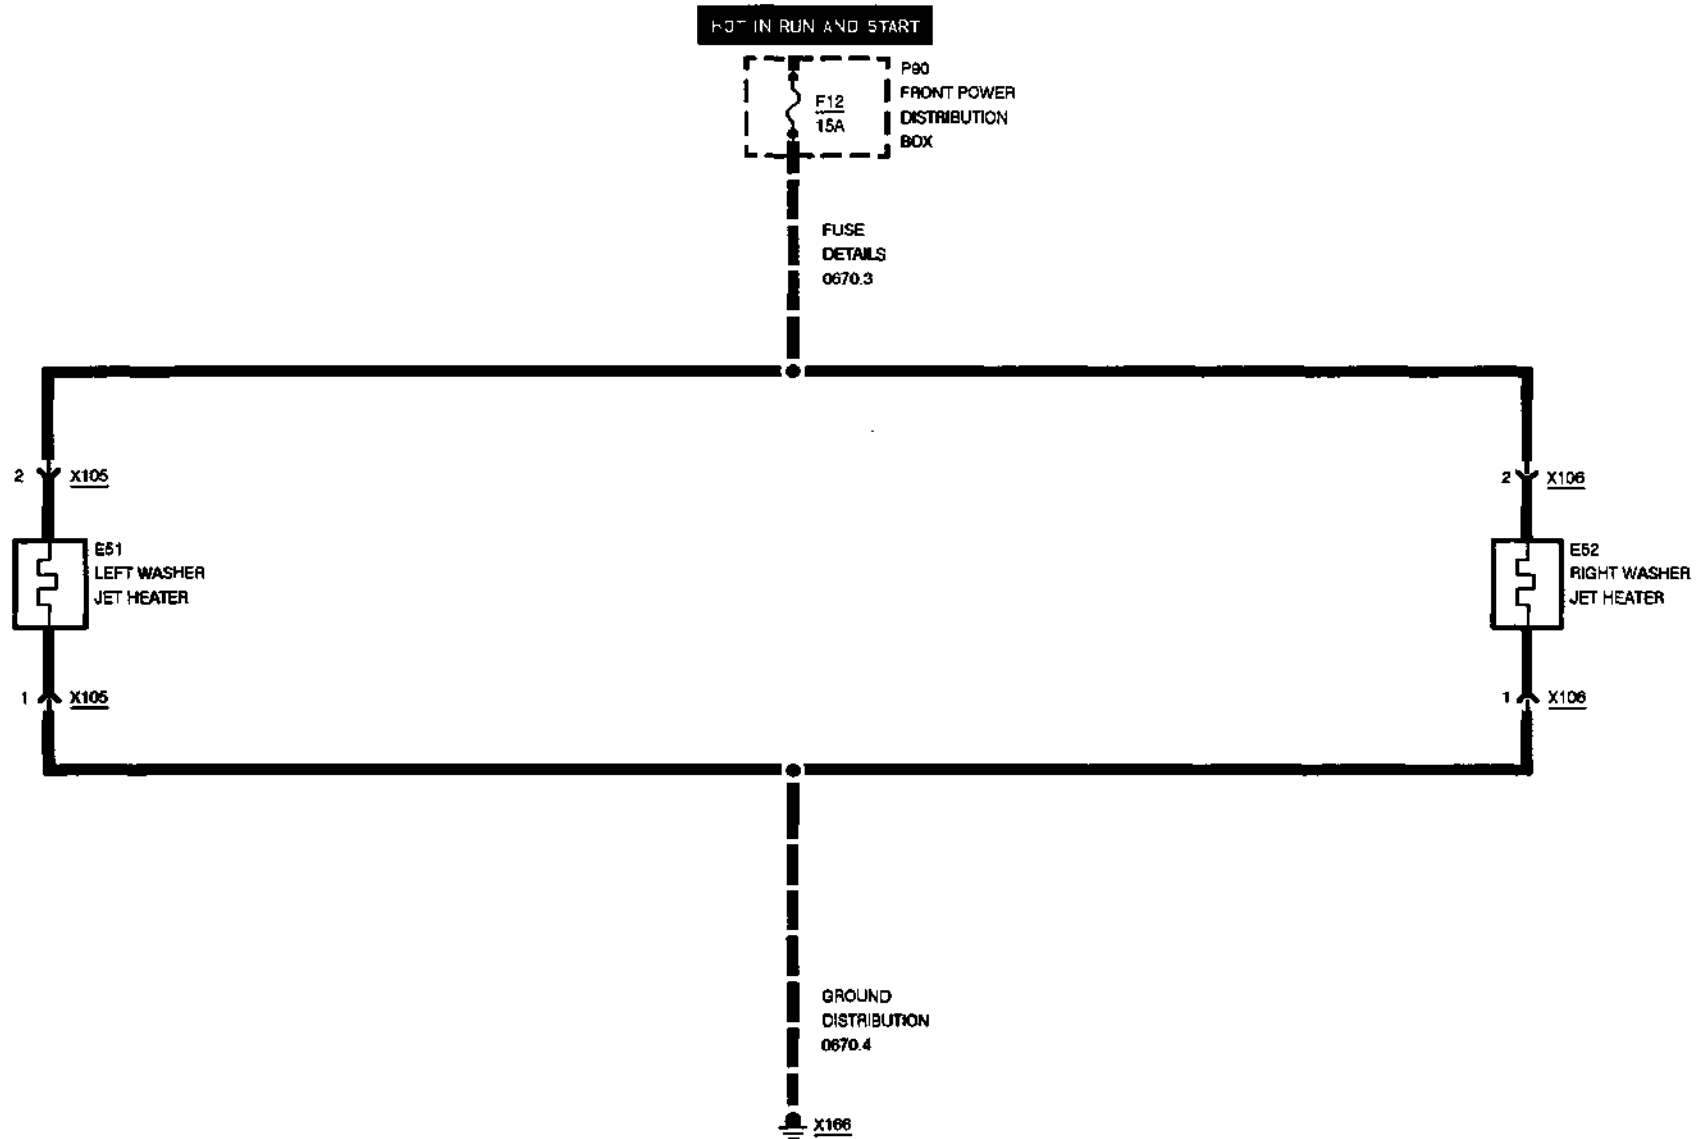 HOT IN RUN AND START
P90
FRONT POWER
DISTRIBUTION
BOX
F12
15A
FUSE
DETAILS
0670.3
2
X105
2
X106
E51
LEFT WASHER
JET HEATER
E52
RIGHT WASHER
JET HEATER
1
X105
1
X106
GROUND
DISTRIBUTION
0670.4
X166